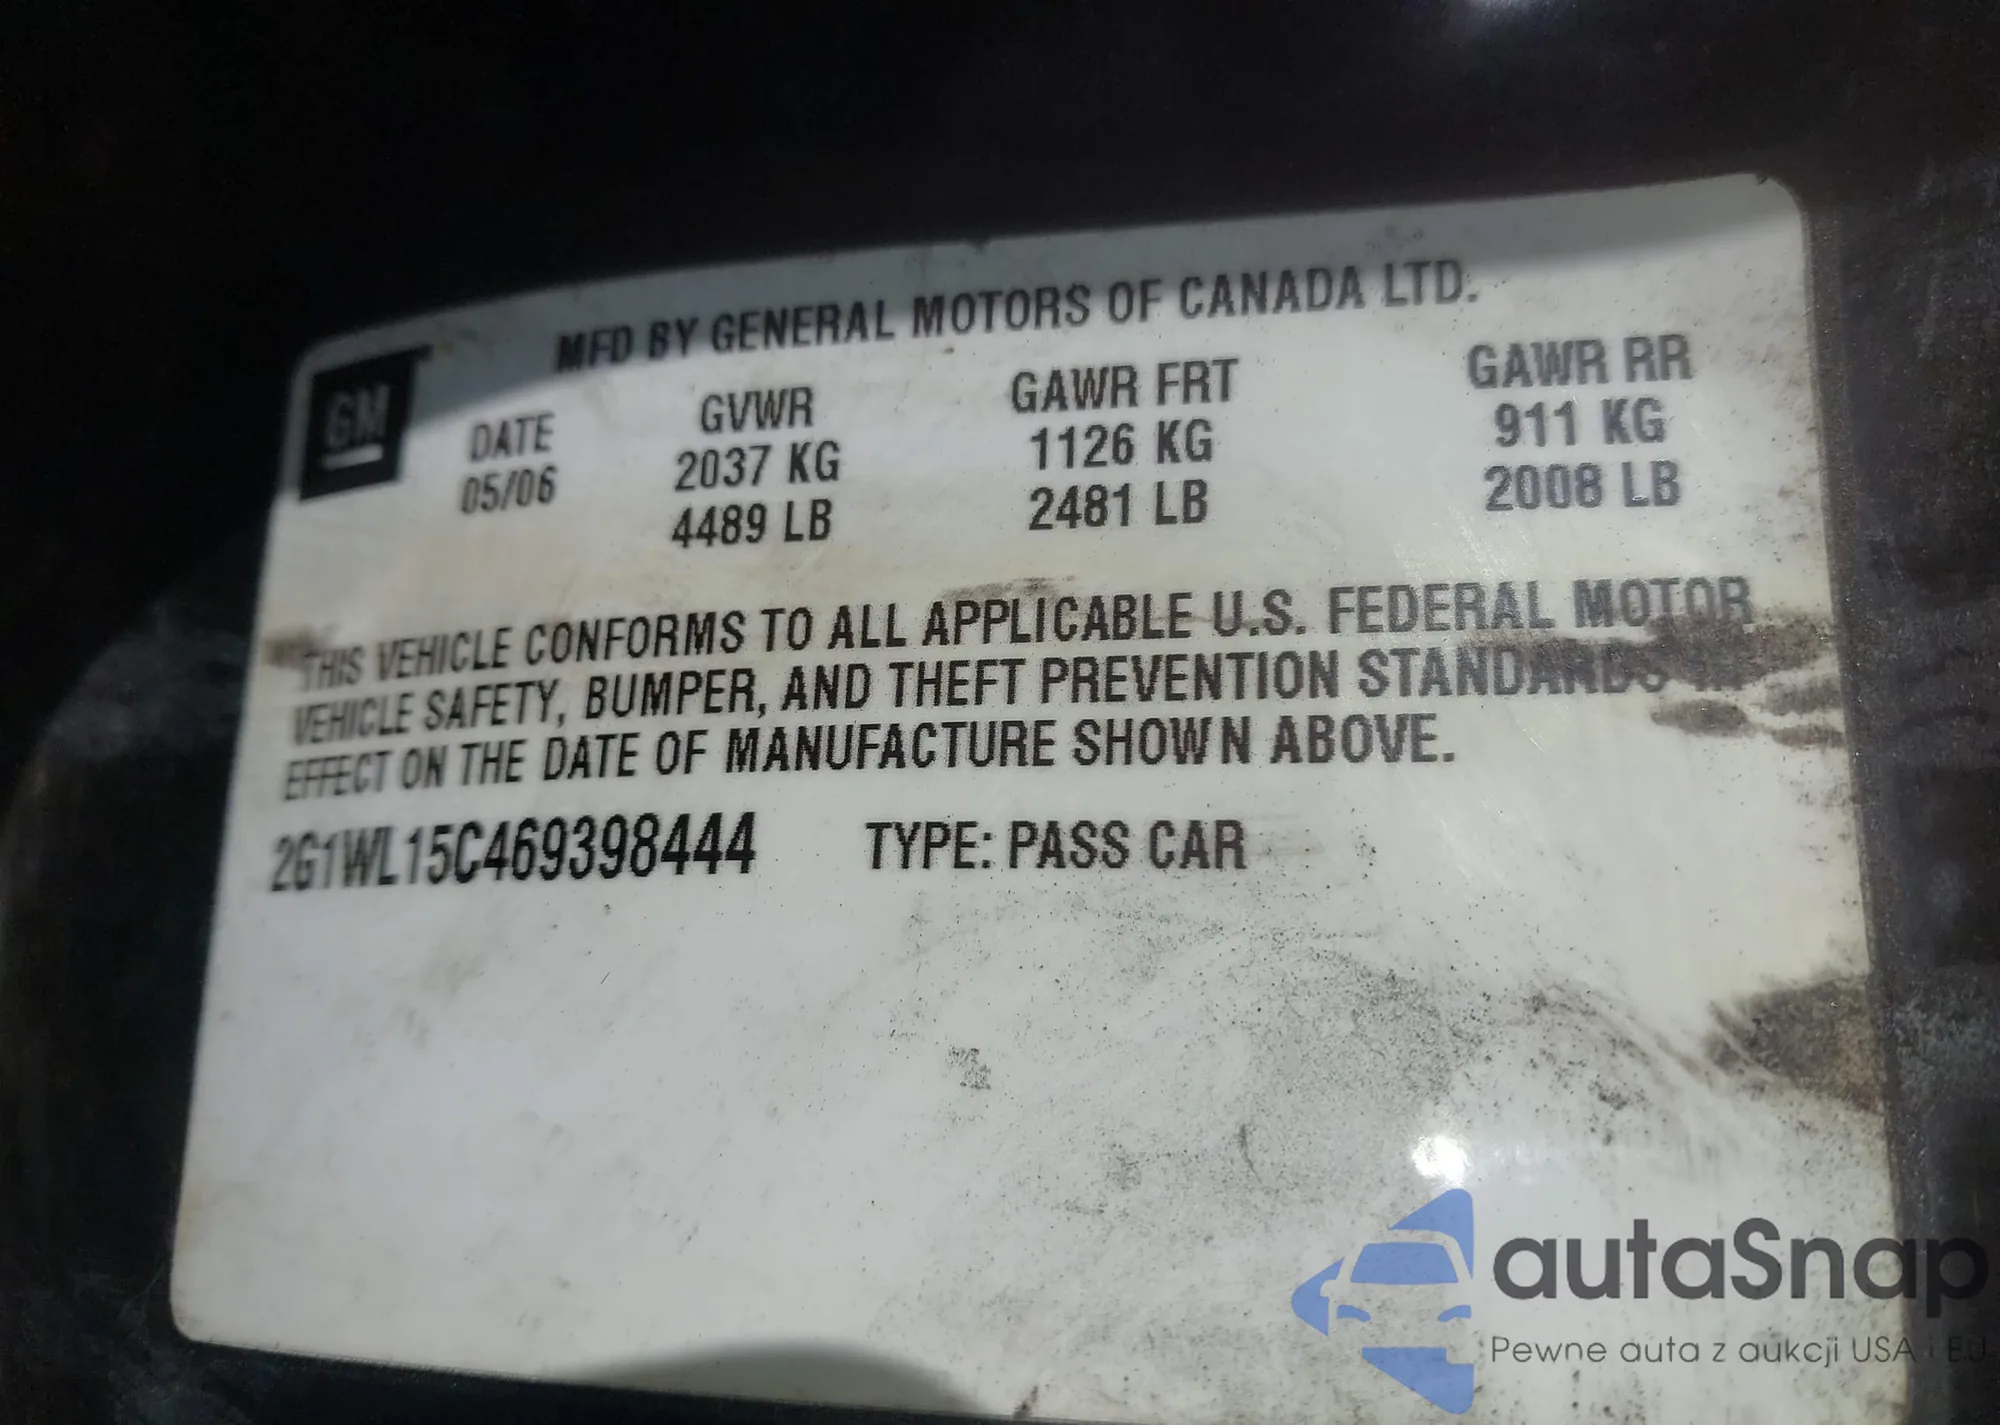 MFD BY GENERAL MOTORS OF CANADA LTD.
GM
DATE GVWR GAWR FRT GAWR RR
05/06 2037 KG 1126 KG 911 KG
4489 LB 2481 LB 2008 LB
THIS VEHICLE CONFORMS TO ALL APPLICABLE U.S. FEDERAL MOTOR
VEHICLE SAFETY, BUMPER, AND THEFT PREVENTION STANDARDS IN
EFFECT ON THE DATE OF MANUFACTURE SHOWN ABOVE.
2G1WL15C469398444 TYPE: PASS CAR
autaSnap
Pewne auta z aukcji USA i EU